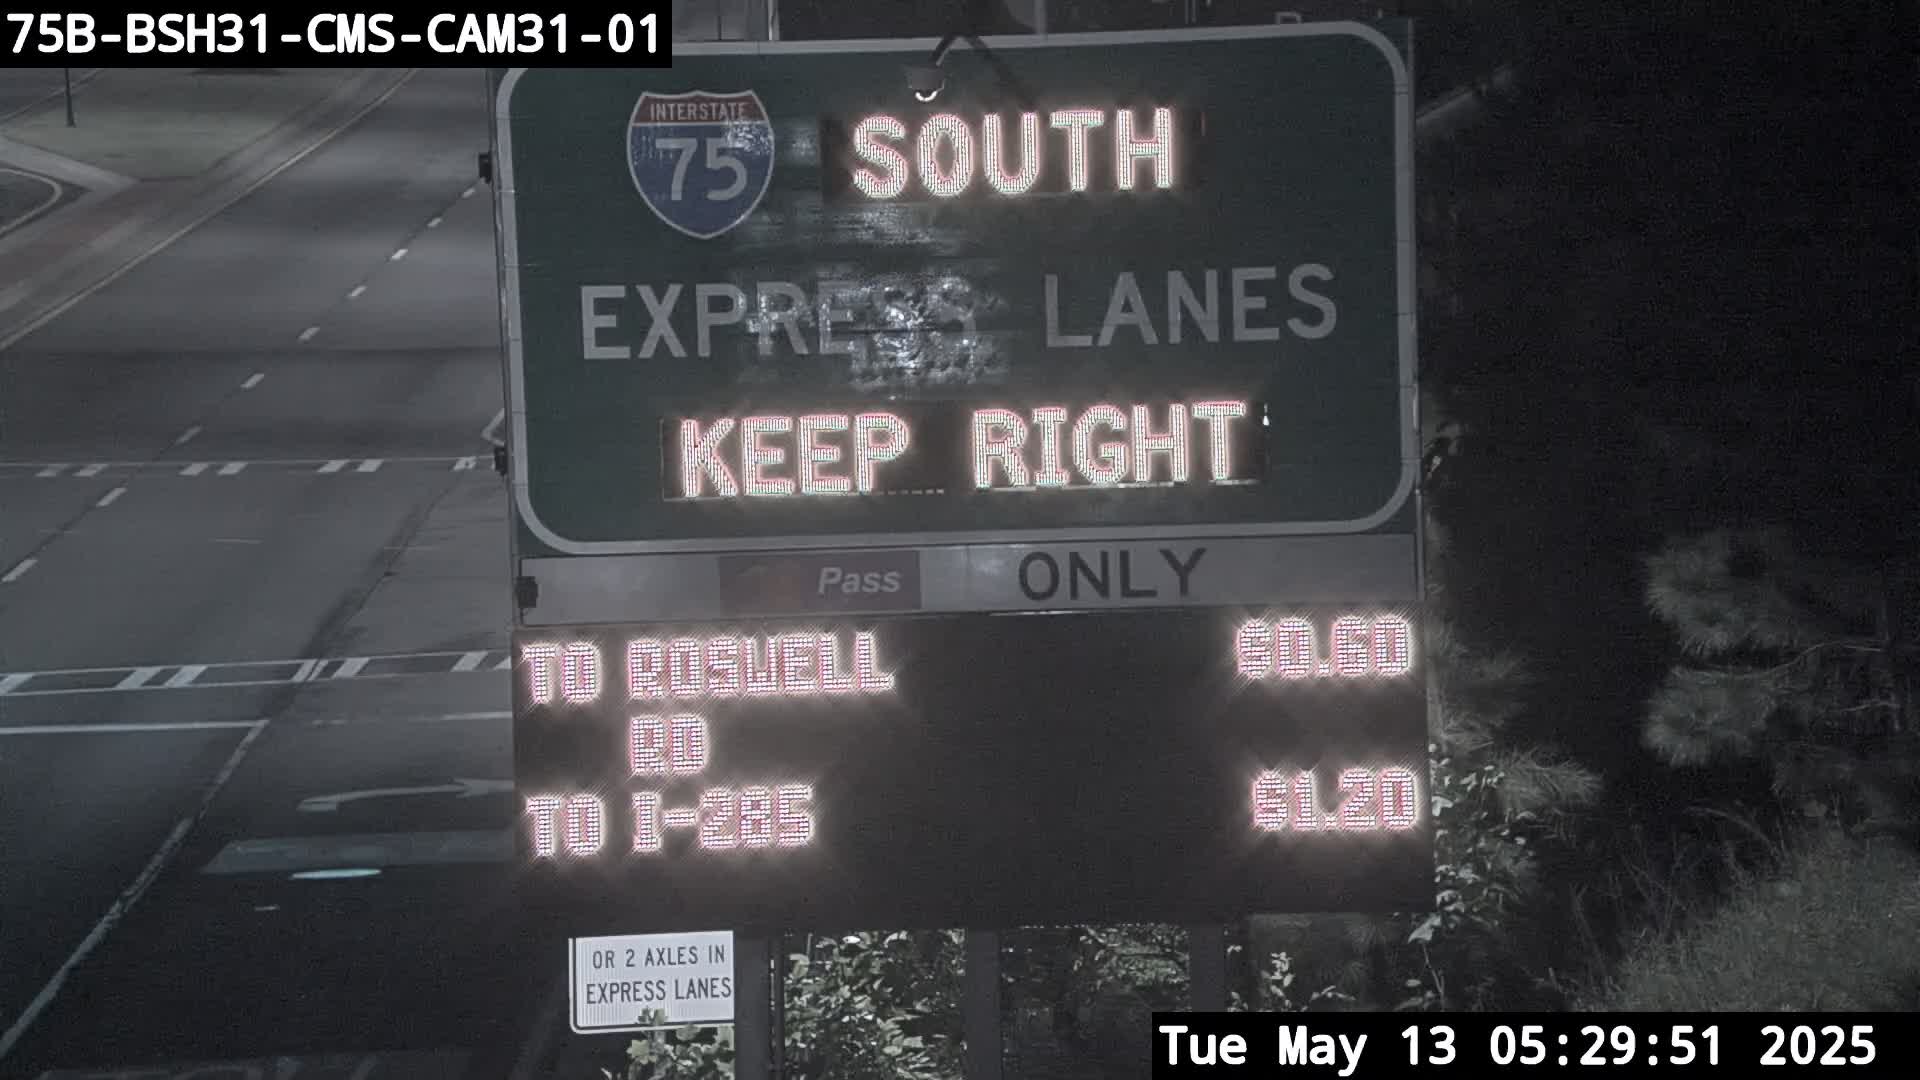 75B-BSH31-CMS-CAM31-01
INTERSTATE
75
SOUTH
EXPRESS LANES
KEEP RIGHT
Pass ONLY
TO ROSWELL $0.60
RD
TO I-285 $1.20
OR 2 AXLES IN
EXPRESS LANES
Tue May 13 05:29:51 2025